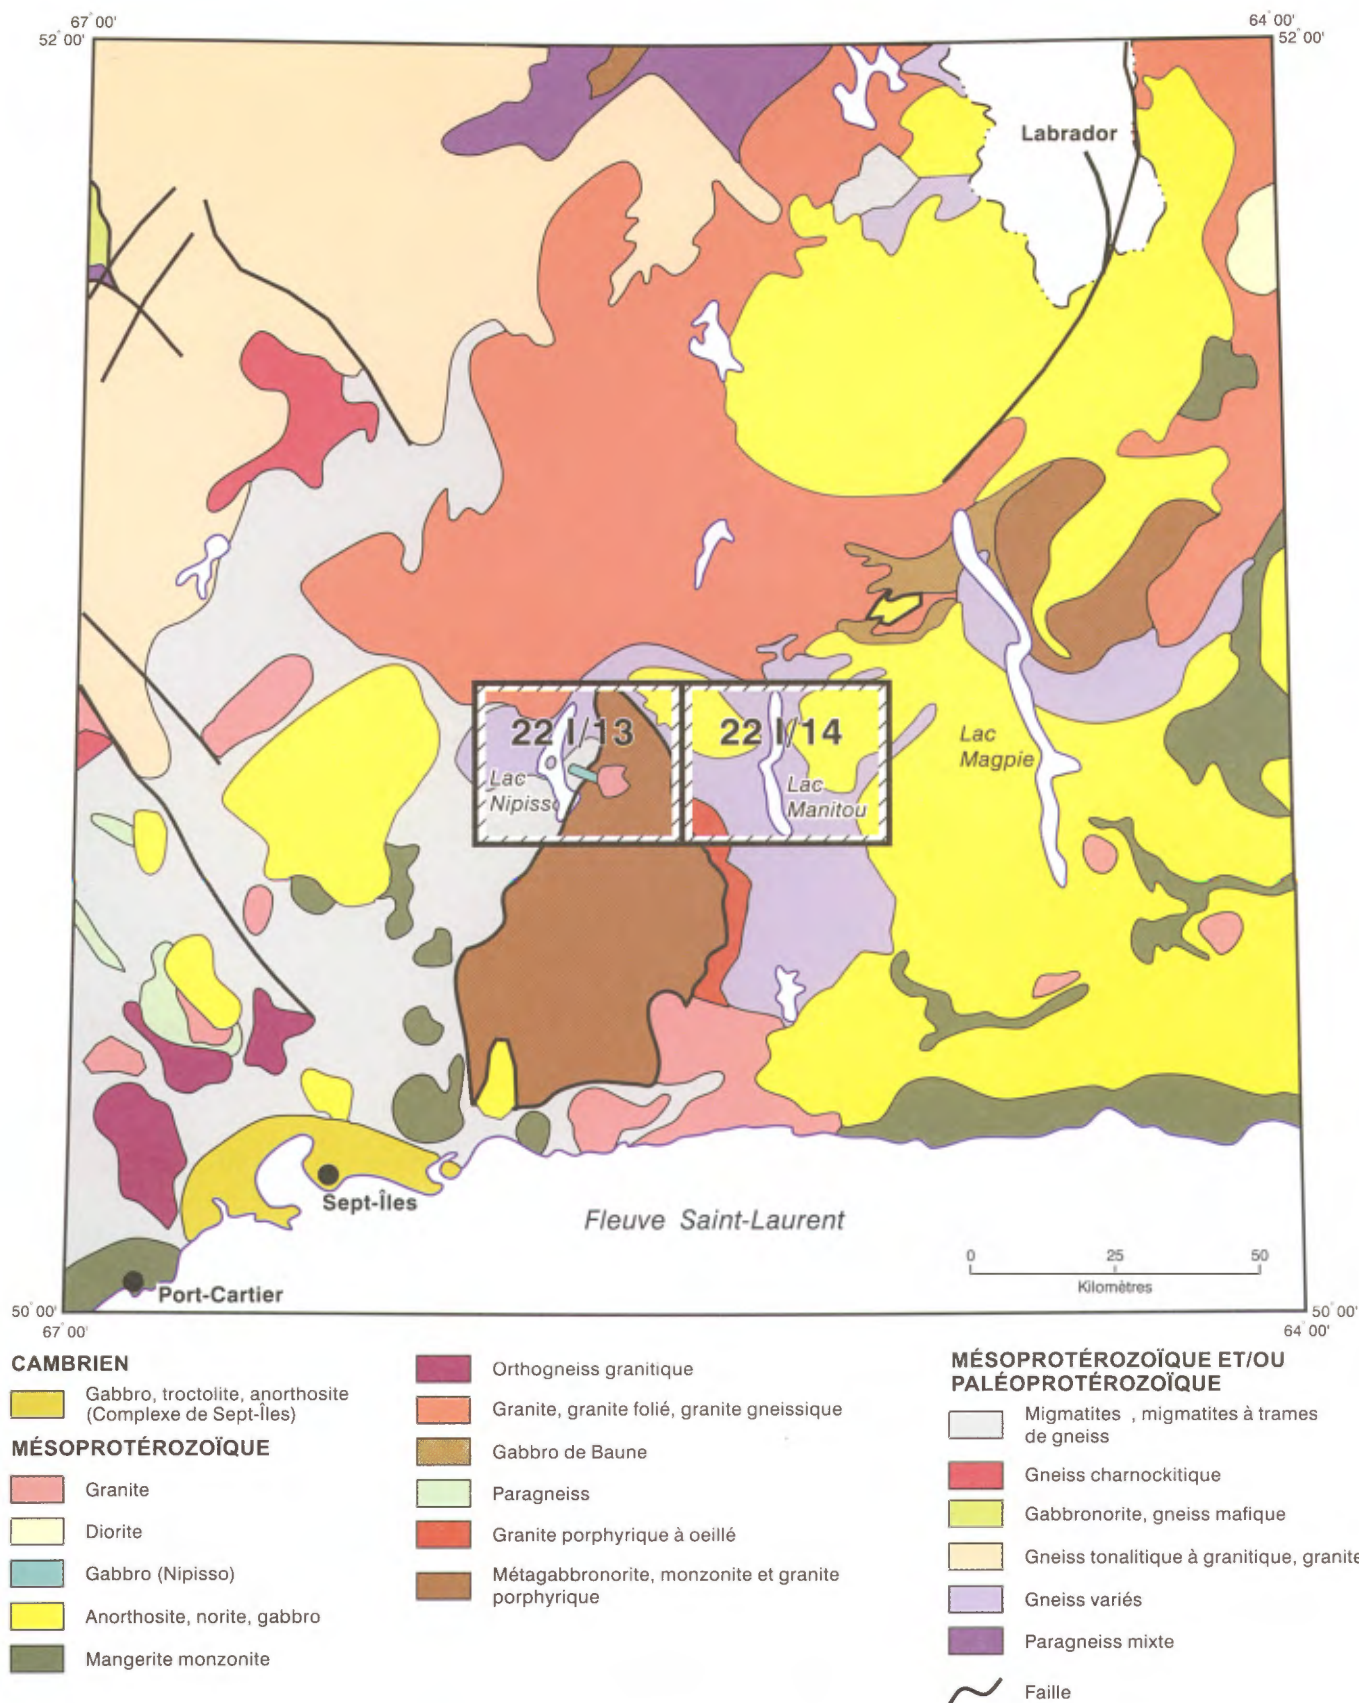 67°00'
64°00'
52°00'
52°00'
Labrador
22 I/13
22 I/14
Lac
Nipisso
Lac
Manitou
Lac
Magpie
Sept-Îles
Fleuve Saint-Laurent
0 25 50
Kilomètres
Port-Cartier
50°00'
50°00'
67°00'
64°00'
CAMBRIEN
Gabbro, troctolite, anorthosite
(Complexe de Sept-Îles)
MÉSOPROTÉROZOÏQUE
Granite
Diorite
Gabbro (Nipisso)
Anorthosite, norite, gabbro
Mangerite monzonite
Orthogneiss granitique
Granite, granite folié, granite gneissique
Gabbro de Baune
Paragneiss
Granite porphyrique à oeillé
Métagabbronorite, monzonite et granite
porphyrique
MÉSOPROTÉROZOÏQUE ET/OU
PALÉOPROTÉROZOÏQUE
Migmatites , migmatites à trames
de gneiss
Gneiss charnockitique
Gabbronorite, gneiss mafique
Gneiss tonalitique à granitique, granite
Gneiss variés
Paragneiss mixte
Faille